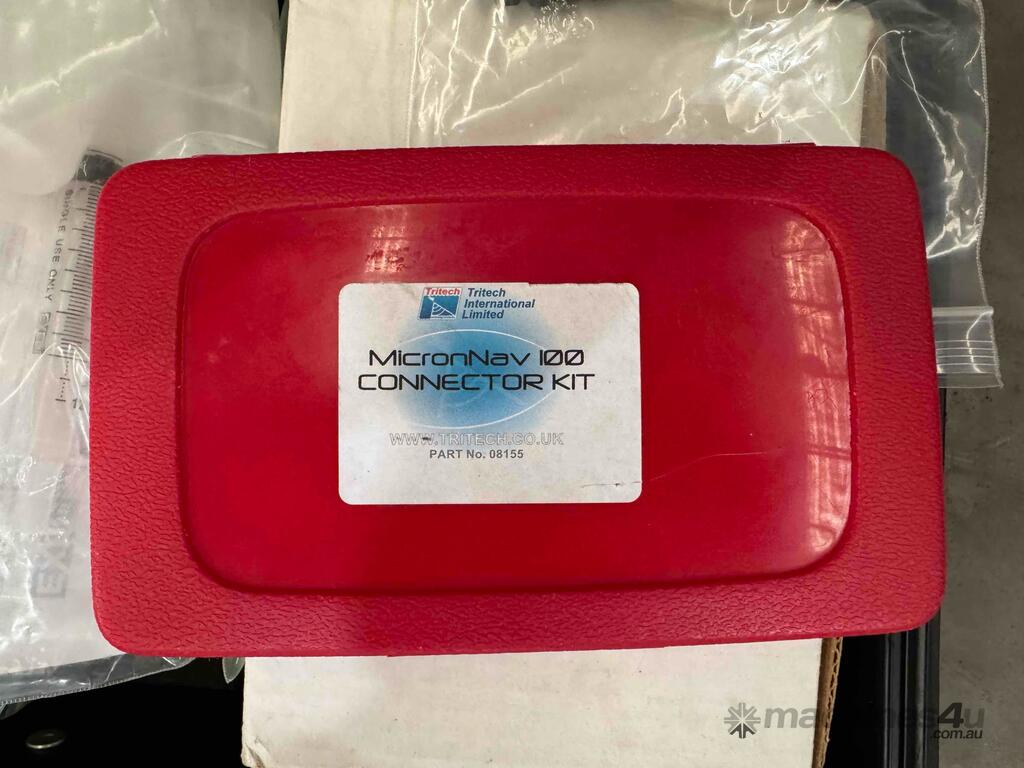 Tritech
Tritech
International
Limited
MicronNav 100
CONNECTOR KIT
WWW.TRITECH.CO.UK
PART No. 08155
SINGLE USE ONLY
machines4u
.com.au